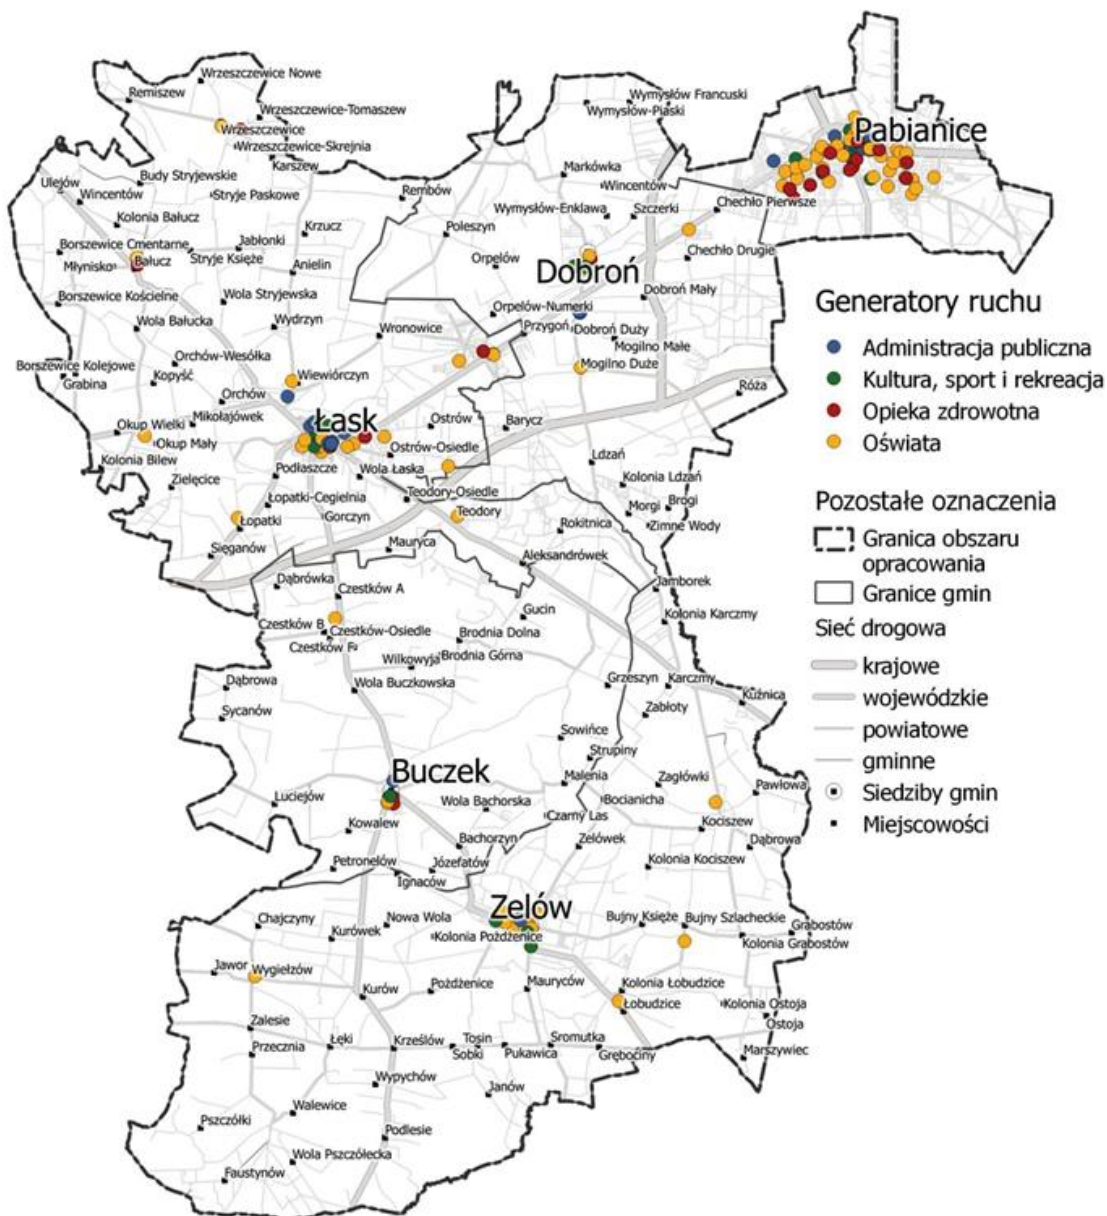 Wrzeszczewice Nowe
Remiszew
Wrzeszczewice-Tomaszew
Wrzeszczewice
Wrzeszczewice-Skrejnia
Karszew
Wymysłów Francuski
Wymysłów-Piaski
Pabianice
Ulejów
Budy Stryjewskie
Wincentów
Stryje Paskowe
Rembów
Markówka
Wincentów
Chechło Pierwsze
Kolonia Bałucz
Krzucz
Wymysłów-Enklawa
Szczerki
Poleszyn
Borszewice Cmentarne
Jabłonki
Stryje Księże
Młynisko
Bałucz
Anielin
Orpelów
Dobroń
Chechło Drugie
Borszewice Kościelne
Wola Stryjewska
Dobroń Mały
Wola Bałucka
Wydrzyn
Wronowice
Orpelów-Numerki
Przygoń
Dobroń Duży
Mogilno Małe
Orchów-Wesółka
Borszewice Kolejowe
Grabina
Kopyść
Wiewiórczyn
Mogilno Duże
Róża
Orchów
Mikołajówek
Łask
Ostrów
Barycz
Okup Wielki
Okup Mały
Ostrów-Osiedle
Kolonia Bilew
Podłaszcze
Wola Łaska
Ldzań
Zielęcice
Kolonia Ldzań
Łopatki-Cegielnia
Teodory-Osiedle
Morgi
Brogi
Łopatki
Gorczyn
Teodory
Rokitnica
Zimne Wody
Sięganów
Mauryca
Aleksandrówek
Dąbrówka
Czestków A
Jamborek
Gucin
Kolonia Karczmy
Czestków B
Czestków-Osiedle
Czestków F
Brodnia Dolna
Wilkowyja
Brodnia Górna
Dąbrowa
Wola Buczkowska
Grzeszyn
Karczmy
Kuźnica
Sycanów
Zabłoty
Sowińce
Strupiny
Buczek
Malenia
Zagłówki
Pawłowa
Luciejów
Wola Bachorska
Bocianicha
Czarny Las
Kowalew
Kociszew
Bachorzyn
Zelówek
Dąbrowa
Petronelów
Józefatów
Ignaców
Kolonia Kociszew
Zelów
Chajczyny
Nowa Wola
Bujny Księże
Bujny Szlacheckie
Grabostów
Kurówek
Kolonia Pożdżenice
Kolonia Grabostów
Jawor
Wygiełzów
Kurów
Pożdżenice
Mauryców
Kolonia Łobudzice
Łobudzice
Kolonia Ostoja
Ostoja
Zalesie
Przecznia
Łęki
Kreślów
Tosin
Sobki
Pukawica
Sromutka
Grębociny
Marszywiec
Wypychów
Janów
Pszczółki
Walewice
Podlesie
Wola Pszczółecka
Faustynów
Generatory ruchu
Administracja publiczna
Kultura, sport i rekreacja
Opieka zdrowotna
Oświata
Pozostałe oznaczenia
Granica obszaru
opracowania
Granice gmin
Sieć drogowa
krajowe
wojewódzkie
powiatowe
gminne
Siedziby gmin
Miejscowości